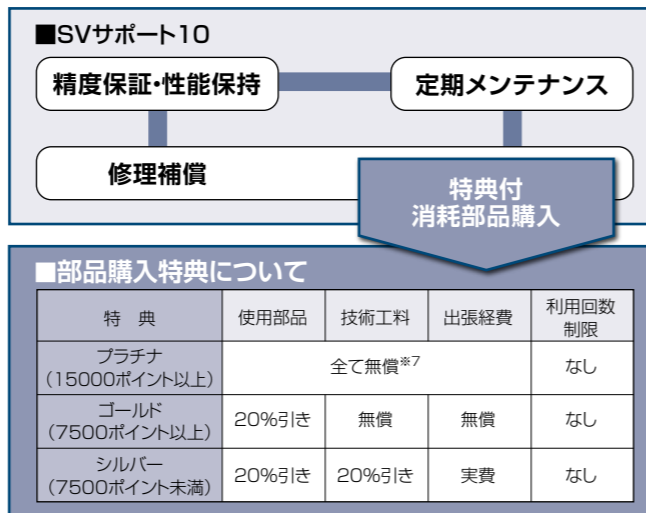 ■SVサポート10
精度保証・性能保持
定期メンテナンス
修理補償
特典付
消耗部品購入
■部品購入特典について
特　典 使用部品 技術工料 出張経費 利用回数
制限
プラチナ
（15000ポイント以上） 全て無償※7 なし
ゴールド
（7500ポイント以上） 20%引き 無償 無償 なし
シルバー
（7500ポイント未満） 20%引き 20%引き 実費 なし